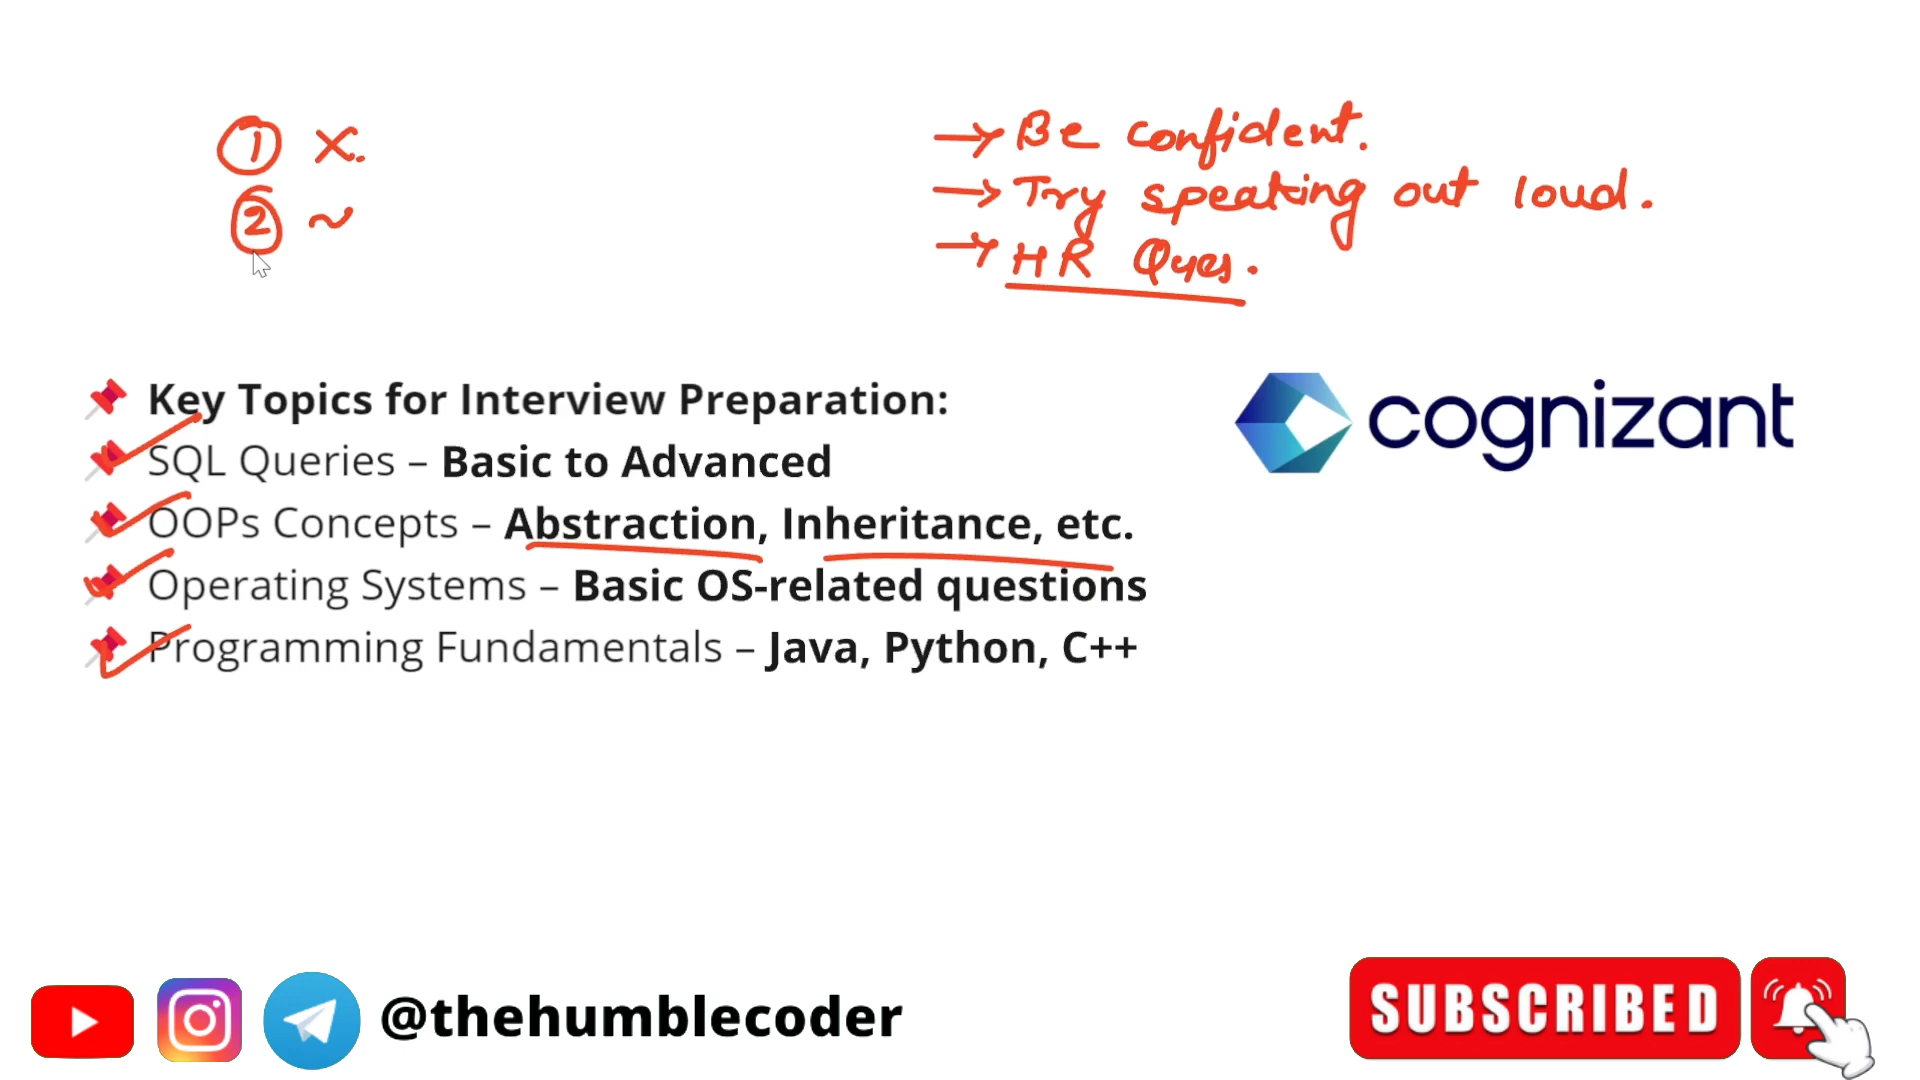 ① X.
② ~
→ Be confident.
→ Try speaking out loud.
→ HR Ques.
📌 Key Topics for Interview Preparation:
📌 SQL Queries – Basic to Advanced
📌 OOPs Concepts – Abstraction, Inheritance, etc.
📌 Operating Systems – Basic OS-related questions
📌 Programming Fundamentals – Java, Python, C++
cognizant
@thehumblecoder
SUBSCRIBED